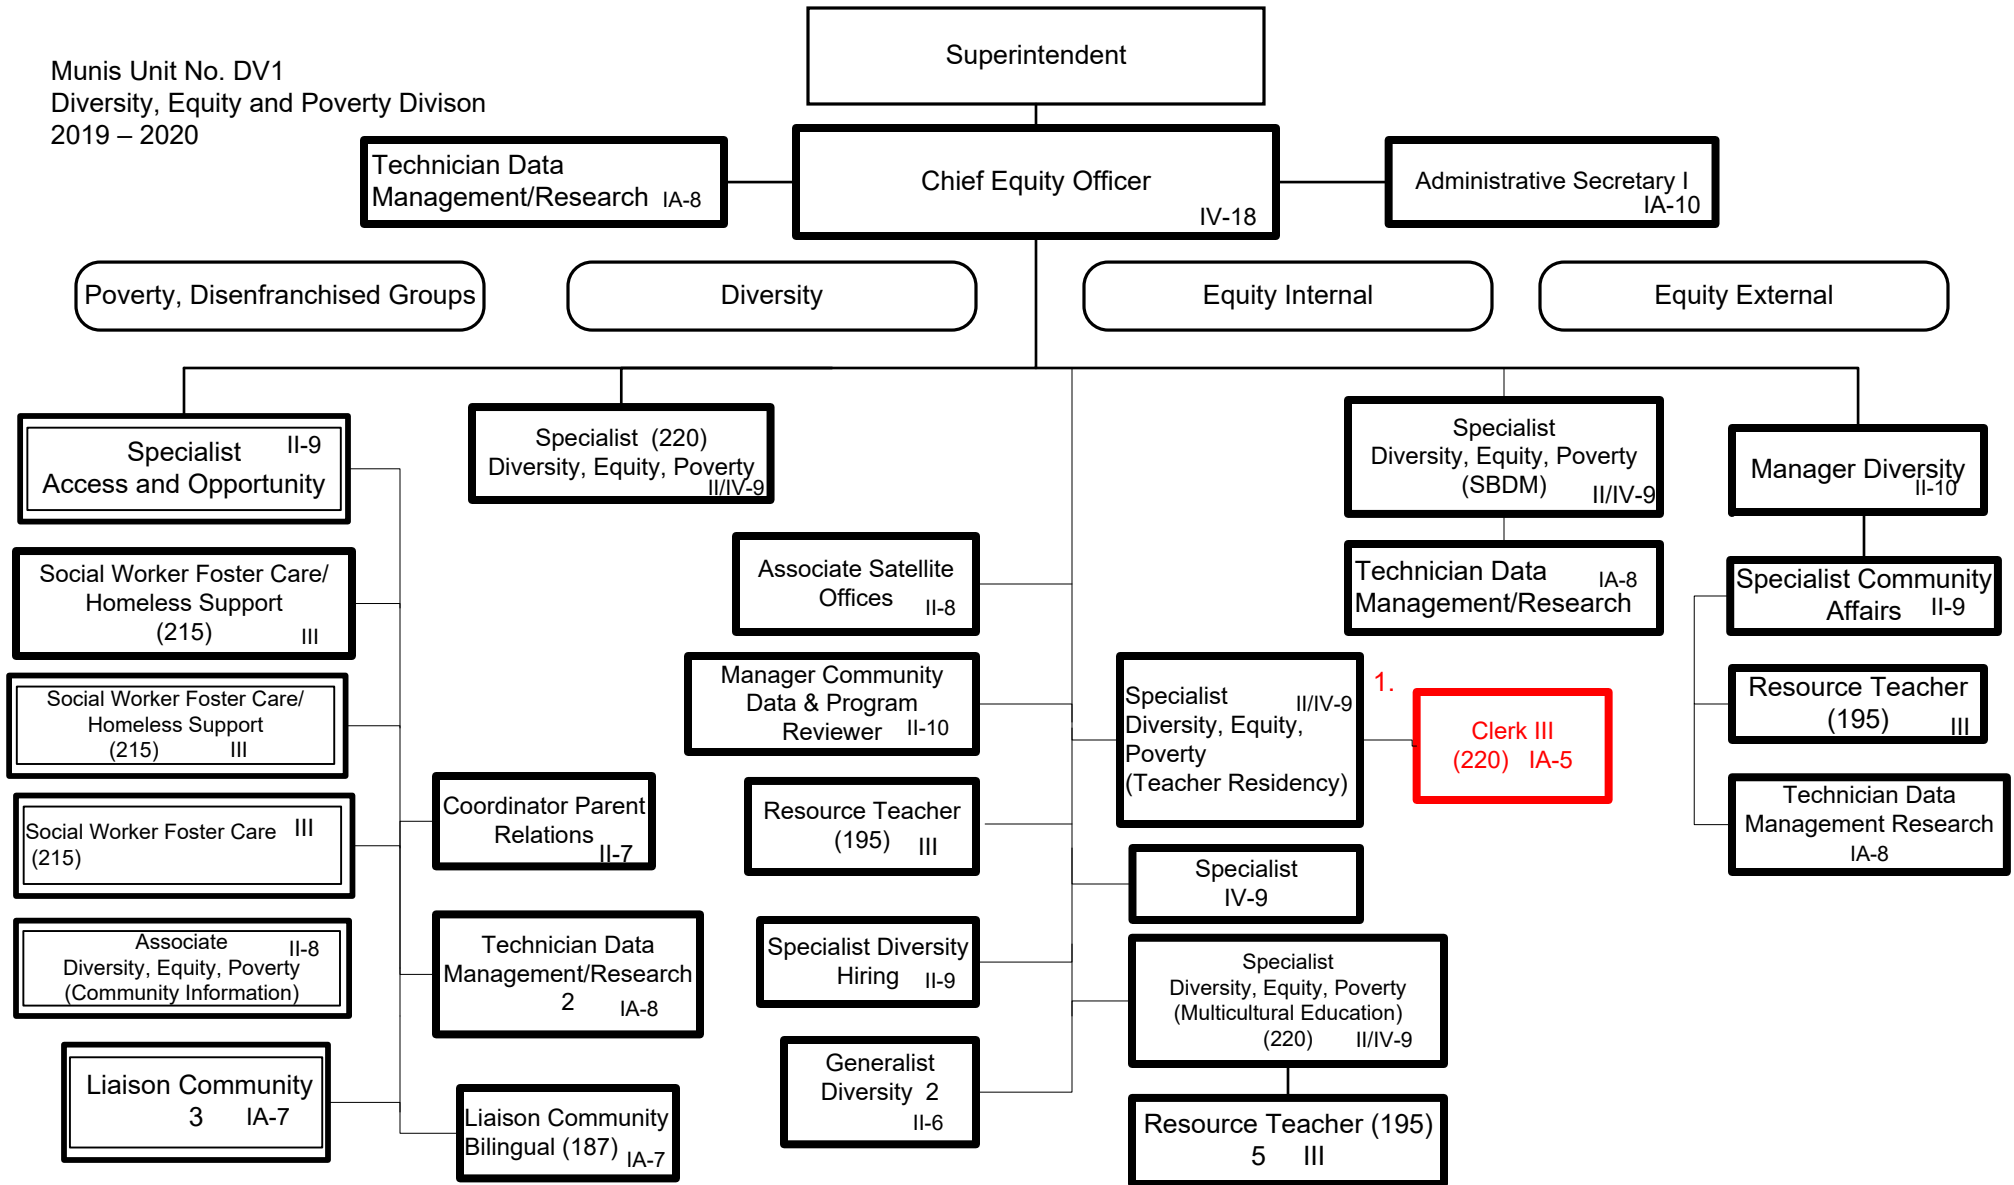 Munis Unit No. DV1
Diversity, Equity and Poverty Divison
2019 – 2020
Superintendent
Technician Data
Management/Research IA-8
Chief Equity Officer
IV-18
Administrative Secretary I
IA-10
Poverty, Disenfranchised Groups
Diversity
Equity Internal
Equity External
Specialist II-9
Access and Opportunity
Social Worker Foster Care/
Homeless Support
(215) III
Social Worker Foster Care/
Homeless Support
(215) III
Social Worker Foster Care III
(215)
Associate II-8
Diversity, Equity, Poverty
(Community Information)
Liaison Community
3 IA-7
Coordinator Parent
Relations
II-7
Technician Data
Management/Research
2 IA-8
Liaison Community
Bilingual (187) IA-7
Specialist (220)
Diversity, Equity, Poverty
II/IV-9
Associate Satellite
Offices
II-8
Manager Community
Data & Program
Reviewer II-10
Resource Teacher
(195) III
Specialist Diversity
Hiring II-9
Generalist
Diversity 2
II-6
Specialist II/IV-9
Diversity, Equity,
Poverty
(Teacher Residency)
1.
Clerk III
(220) IA-5
Specialist
IV-9
Specialist
Diversity, Equity, Poverty
(Multicultural Education)
(220) II/IV-9
Resource Teacher (195)
5 III
Specialist
Diversity, Equity, Poverty
(SBDM) II/IV-9
Technician Data IA-8
Management/Research
Manager Diversity
II-10
Specialist Community
Affairs II-9
Resource Teacher
(195) III
Technician Data
Management Research
IA-8